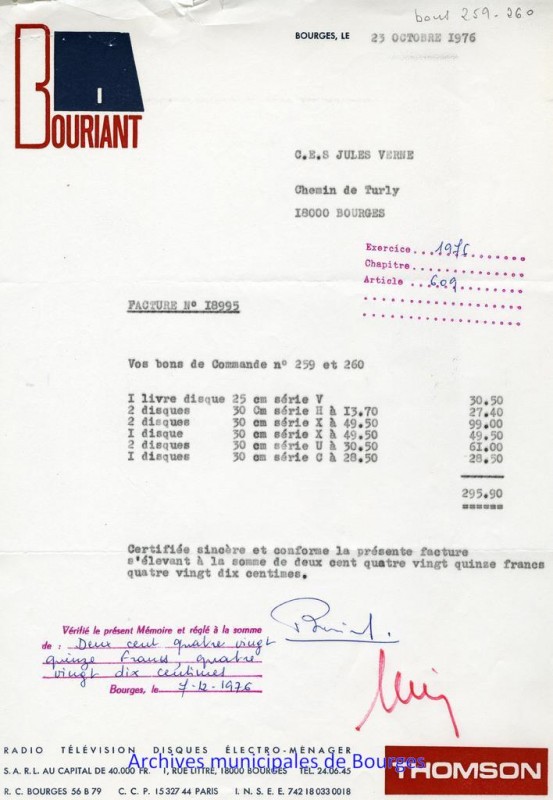 bont 259-260
BOURIANT
BOURGES, LE 23 OCTOBRE 1976
C.E.S JULES VERNE
Chemin de Turly
I8000 BOURGES
Exercice...1976........
Chapitre...............
Article ...609.........
FACTURE N° I8995
Vos bons de Commande n° 259 et 260
I livre disque 25 cm série V 30.50
2 disques 30 Cm série H à I3.70 27.40
2 disques 30 cm série X à 49.50 99.00
I disque 30 cm série X à 49.50 49.50
2 disques 30 cm série U à 30.50 61.00
I disques 30 cm série C à 28.50 28.50
295.90
Certifiée sincère et conforme la présente facture
s'élevant à la somme de deux cent quatre vingt quinze francs
quatre vingt dix centimes.
Vérifié le présent Mémoire et réglé à la somme
de : Deux cent quatre vingt
quinze Francs, quatre
vingt dix centimes
Bourges, le 7-12-1976
RADIO TÉLÉVISION DISQUES ÉLECTRO-MÉNAGER
Archives municipales de Bourges
S.A.R.L. AU CAPITAL DE 40.000 FR. 1, RUE LITTRÉ, 18000 BOURGES TEL. 24.06.45
R. C. BOURGES 56 B 79 C. C. P. 15 327 44 PARIS I. N. S. E. E. 742 18 033 0018
THOMSON